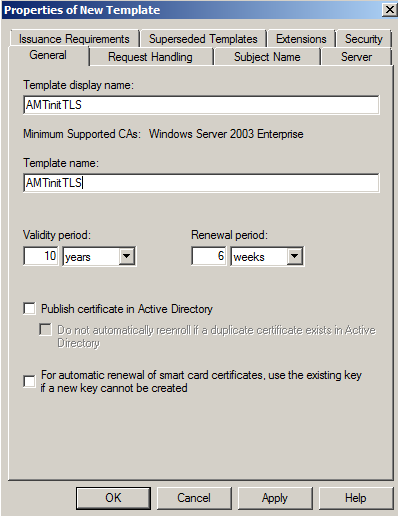 Properties of New Template
Issuance Requirements Superseded Templates Extensions Security
General Request Handling Subject Name Server
Template display name:
AMTinitTLS
Minimum Supported CAs: Windows Server 2003 Enterprise
Template name:
AMTinitTLS
Validity period: Renewal period:
10 years 6 weeks
Publish certificate in Active Directory
Do not automatically reenroll if a duplicate certificate exists in Active
Directory
For automatic renewal of smart card certificates, use the existing key
if a new key cannot be created
OK Cancel Apply Help